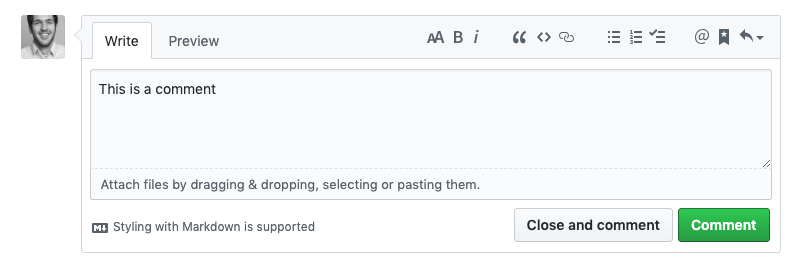 Write Preview AA B i @
This is a comment
Attach files by dragging & dropping, selecting or pasting them.
Styling with Markdown is supported
Close and comment Comment